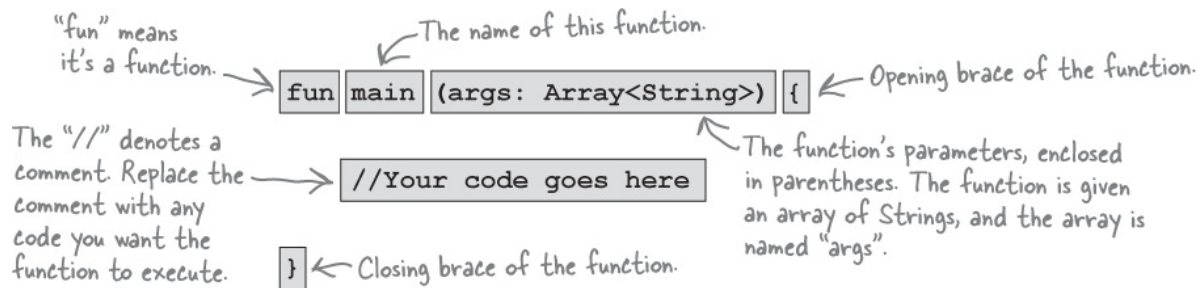 “fun” means
it’s a function.
The name of this function.
fun main (args: Array<String>) {
Opening brace of the function.
The “//” denotes a
comment. Replace the
comment with any
code you want the
function to execute.
//Your code goes here
The function’s parameters, enclosed
in parentheses. The function is given
an array of Strings, and the array is
named “args”.
}
Closing brace of the function.